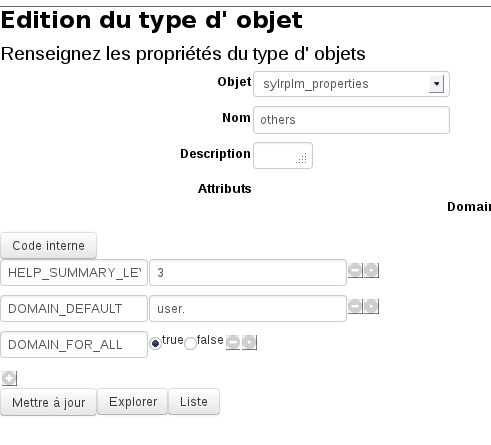 Edition du type d' objet
Renseignez les propriétés du type d' objets
Objet sylrplm_properties
Nom others
Description
Attributs
Domain
Code interne
HELP_SUMMARY_LEV 3
DOMAIN_DEFAULT user.
DOMAIN_FOR_ALL true false
Mettre à jour Explorer Liste